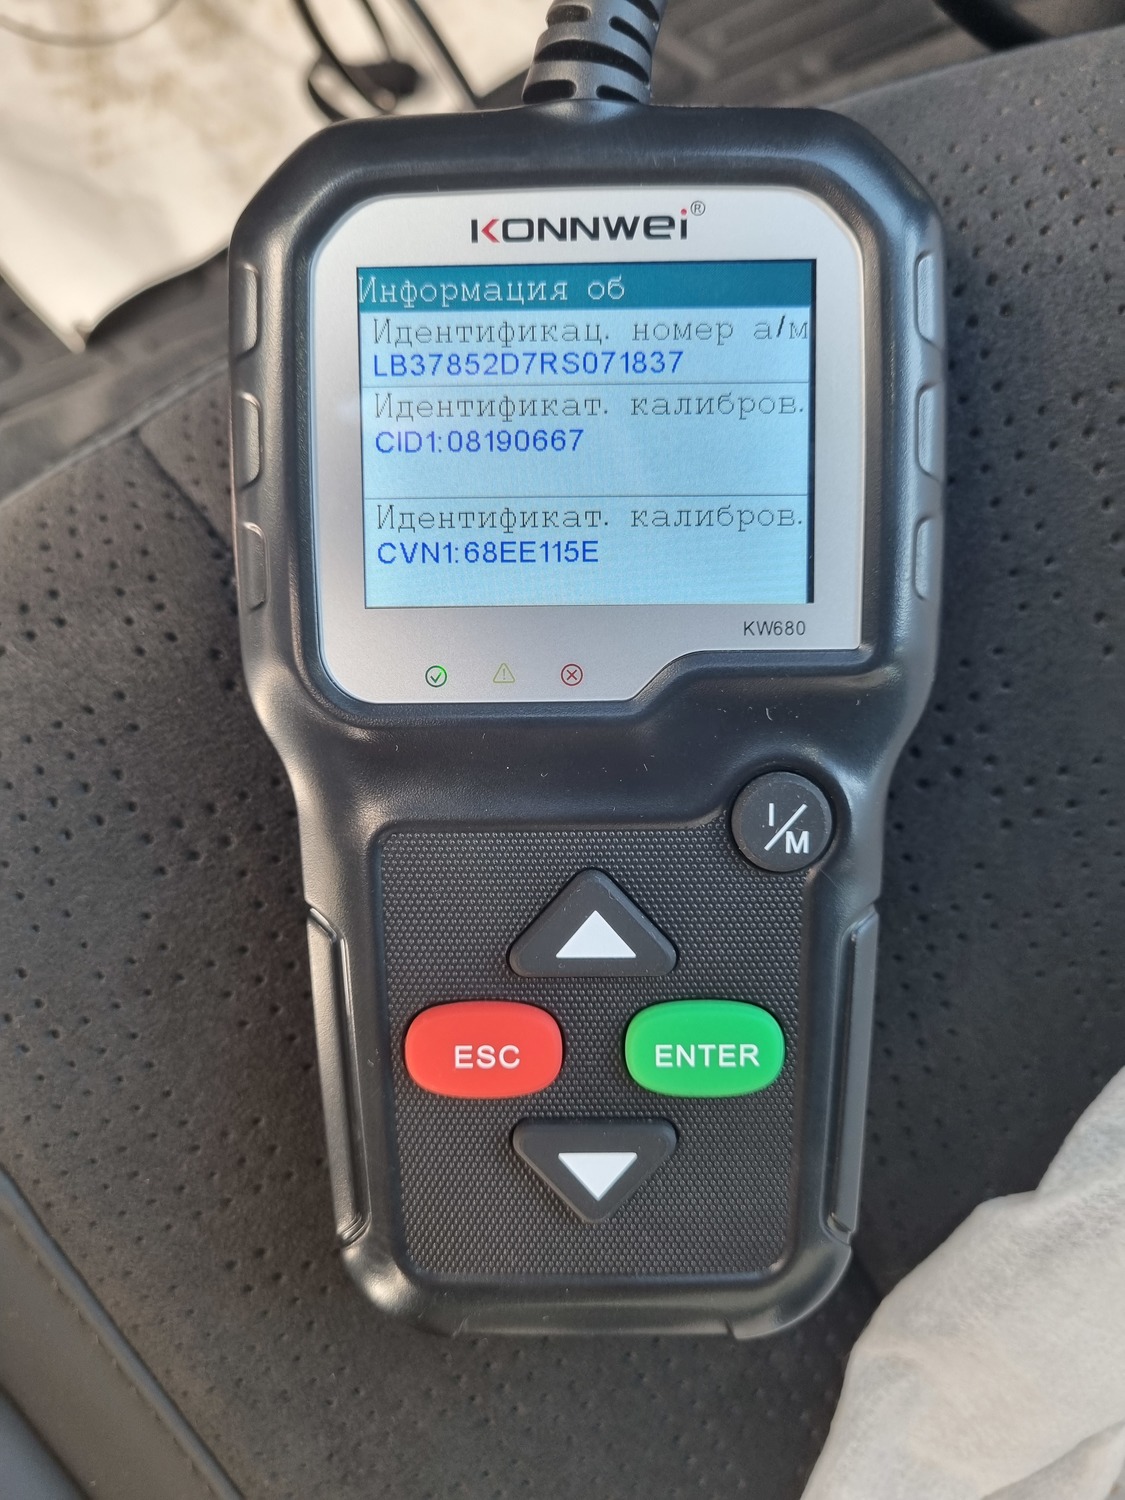 KONNWEI®
Информация об
Идентификац. номер а/м
LB37852D7RS071837
Идентификат. калибров.
CID1:08190667
Идентификат. калибров.
CVN1:68EE115E
KW680
I/M
ESC
ENTER